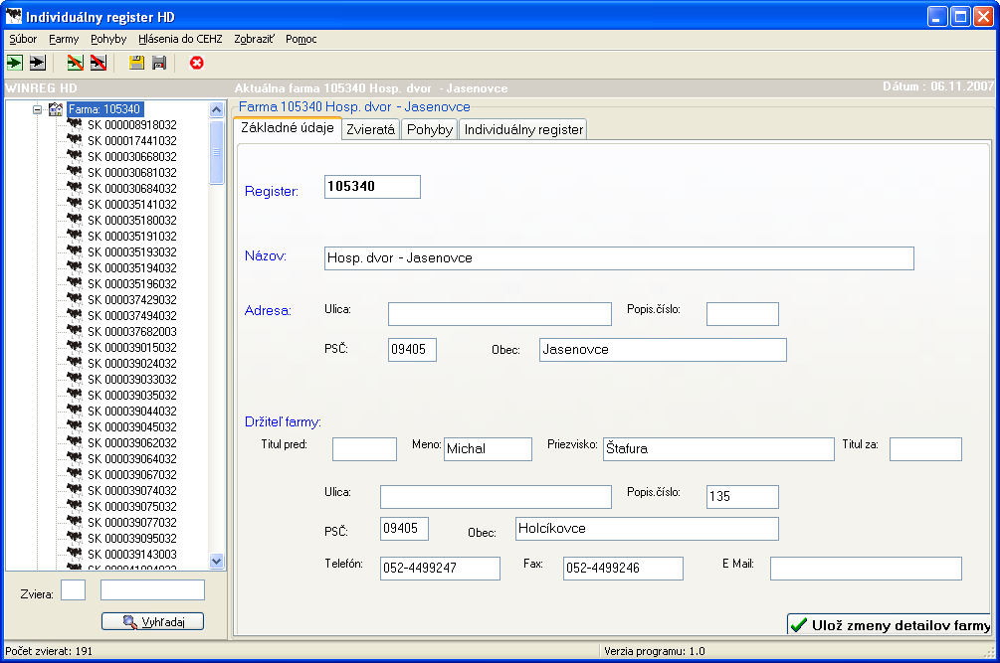 Individuálny register HD
Súbor Farmy Pohyby Hlásenia do CEHZ Zobraziť Pomoc
WINREG HD Aktuálna farma 105340 Hosp. dvor - Jasenovce Dátum : 06.11.2007
Farma: 105340
SK 000008918032
SK 000017441032
SK 000030668032
SK 000030681032
SK 000030684032
SK 000035141032
SK 000035180032
SK 000035191032
SK 000035193032
SK 000035194032
SK 000035196032
SK 000037429032
SK 000037494032
SK 000037682003
SK 000039015032
SK 000039024032
SK 000039033032
SK 000039035032
SK 000039044032
SK 000039045032
SK 000039062032
SK 000039064032
SK 000039067032
SK 000039074032
SK 000039075032
SK 000039077032
SK 000039095032
SK 000039143003
Zviera:
Vyhľadaj
Farma 105340 Hosp. dvor - Jasenovce
Základné údaje Zvieratá Pohyby Individuálny register
Register: 105340
Názov: Hosp. dvor - Jasenovce
Adresa: Ulica: Popis.číslo:
PSČ: 09405 Obec: Jasenovce
Držiteľ farmy:
Titul pred: Meno: Michal Priezvisko: Štafura Titul za:
Ulica: Popis.číslo: 135
PSČ: 09405 Obec: Holcíkovce
Telefón: 052-4499247 Fax: 052-4499246 E Mail:
Ulož zmeny detailov farmy
Počet zvierat: 191 Verzia programu: 1.0